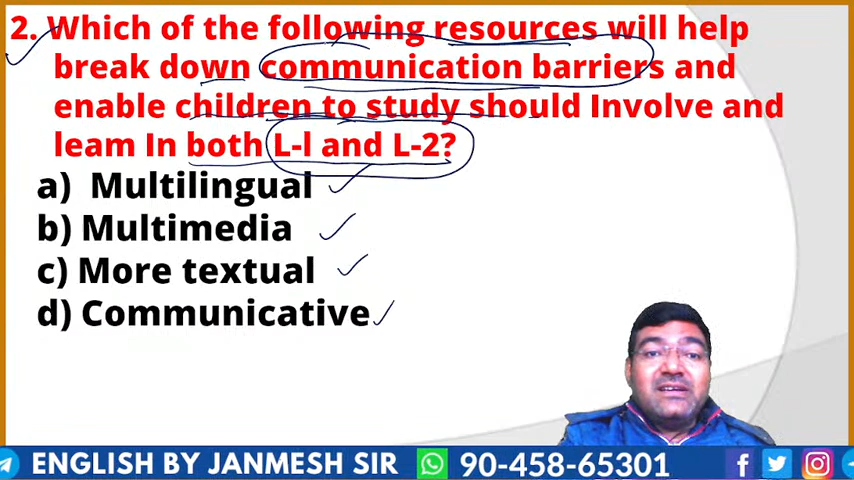 2. Which of the following resources will help
break down communication barriers and
enable children to study should Involve and
leam In both L-l and L-2?
a) Multilingual
b) Multimedia
c) More textual
d) Communicative
ENGLISH BY JANMESH SIR 90-458-65301